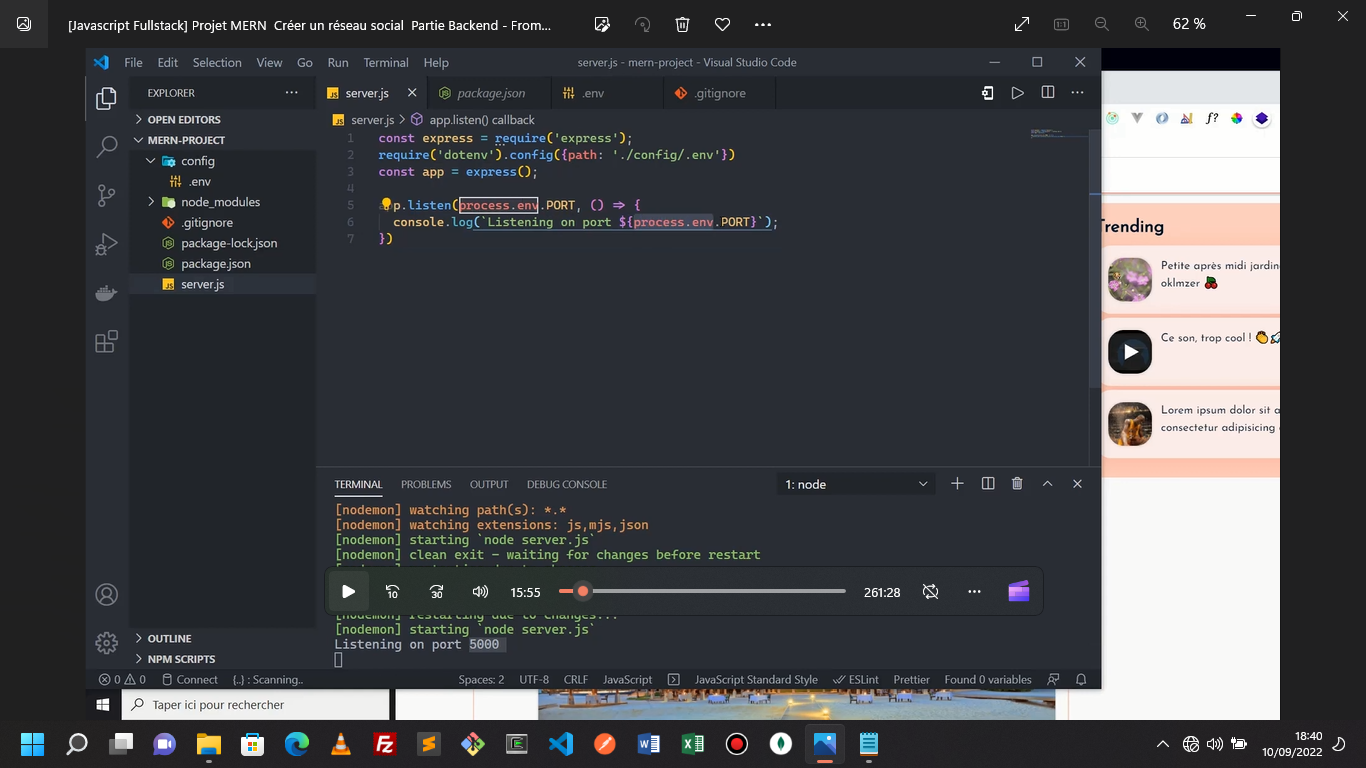 [Javascript Fullstack] Projet MERN Créer un réseau social Partie Backend - From...
62 %
File Edit Selection View Go Run Terminal Help
server.js - mern-project - Visual Studio Code
EXPLORER
OPEN EDITORS
MERN-PROJECT
config
.env
node_modules
.gitignore
package-lock.json
package.json
server.js
OUTLINE
NPM SCRIPTS
server.js package.json .env .gitignore
server.js > app.listen() callback
1 const express = require('express');
2 require('dotenv').config({path: './config/.env'})
3 const app = express();
4
5 p.listen(process.env.PORT, () => {
6 console.log(`Listening on port ${process.env.PORT}`);
7 })
TERMINAL PROBLEMS OUTPUT DEBUG CONSOLE
1: node
[nodemon] watching path(s): *.*
[nodemon] watching extensions: js,mjs,json
[nodemon] starting `node server.js`
[nodemon] clean exit - waiting for changes before restart
10 30 15:55 261:28
[nodemon] restarting due to changes...
[nodemon] starting `node server.js`
Listening on port 5000
0 0 Connect {..} : Scanning.. Spaces: 2 UTF-8 CRLF JavaScript JavaScript Standard Style ESLint Prettier Found 0 variables
f?
Trending
Petite après midi jardin
oklmzer 🍒
Ce son, trop cool ! 👏🚀
Lorem ipsum dolor sit a
consectetur adipisicing
Taper ici pour rechercher
18:40
10/09/2022